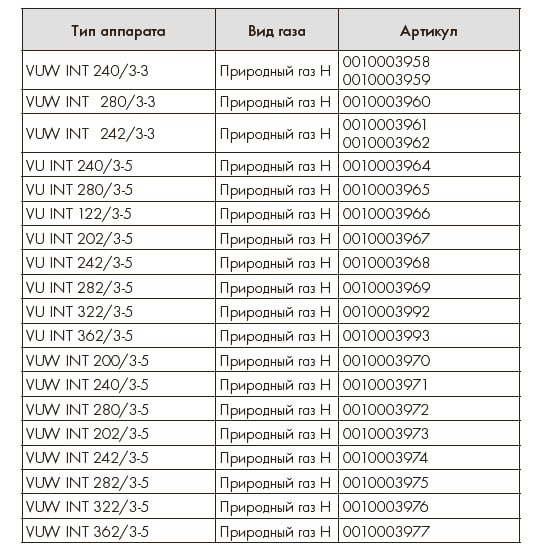 Тип аппарата Вид газа Артикул
VUW INT 240/3-3 Природный газ Н 0010003958
0010003959
VUW INT 280/3-3 Природный газ Н 0010003960
VUW INT 242/3-3 Природный газ Н 0010003961
0010003962
VU INT 240/3-5 Природный газ Н 0010003964
VU INT 280/3-5 Природный газ Н 0010003965
VU INT 122/3-5 Природный газ Н 0010003966
VU INT 202/3-5 Природный газ Н 0010003967
VU INT 242/3-5 Природный газ Н 0010003968
VU INT 282/3-5 Природный газ Н 0010003969
VU INT 322/3-5 Природный газ Н 0010003992
VU INT 362/3-5 Природный газ Н 0010003993
VUW INT 200/3-5 Природный газ Н 0010003970
VUW INT 240/3-5 Природный газ Н 0010003971
VUW INT 280/3-5 Природный газ Н 0010003972
VUW INT 202/3-5 Природный газ Н 0010003973
VUW INT 242/3-5 Природный газ Н 0010003974
VUW INT 282/3-5 Природный газ Н 0010003975
VUW INT 322/3-5 Природный газ Н 0010003976
VUW INT 362/3-5 Природный газ Н 0010003977